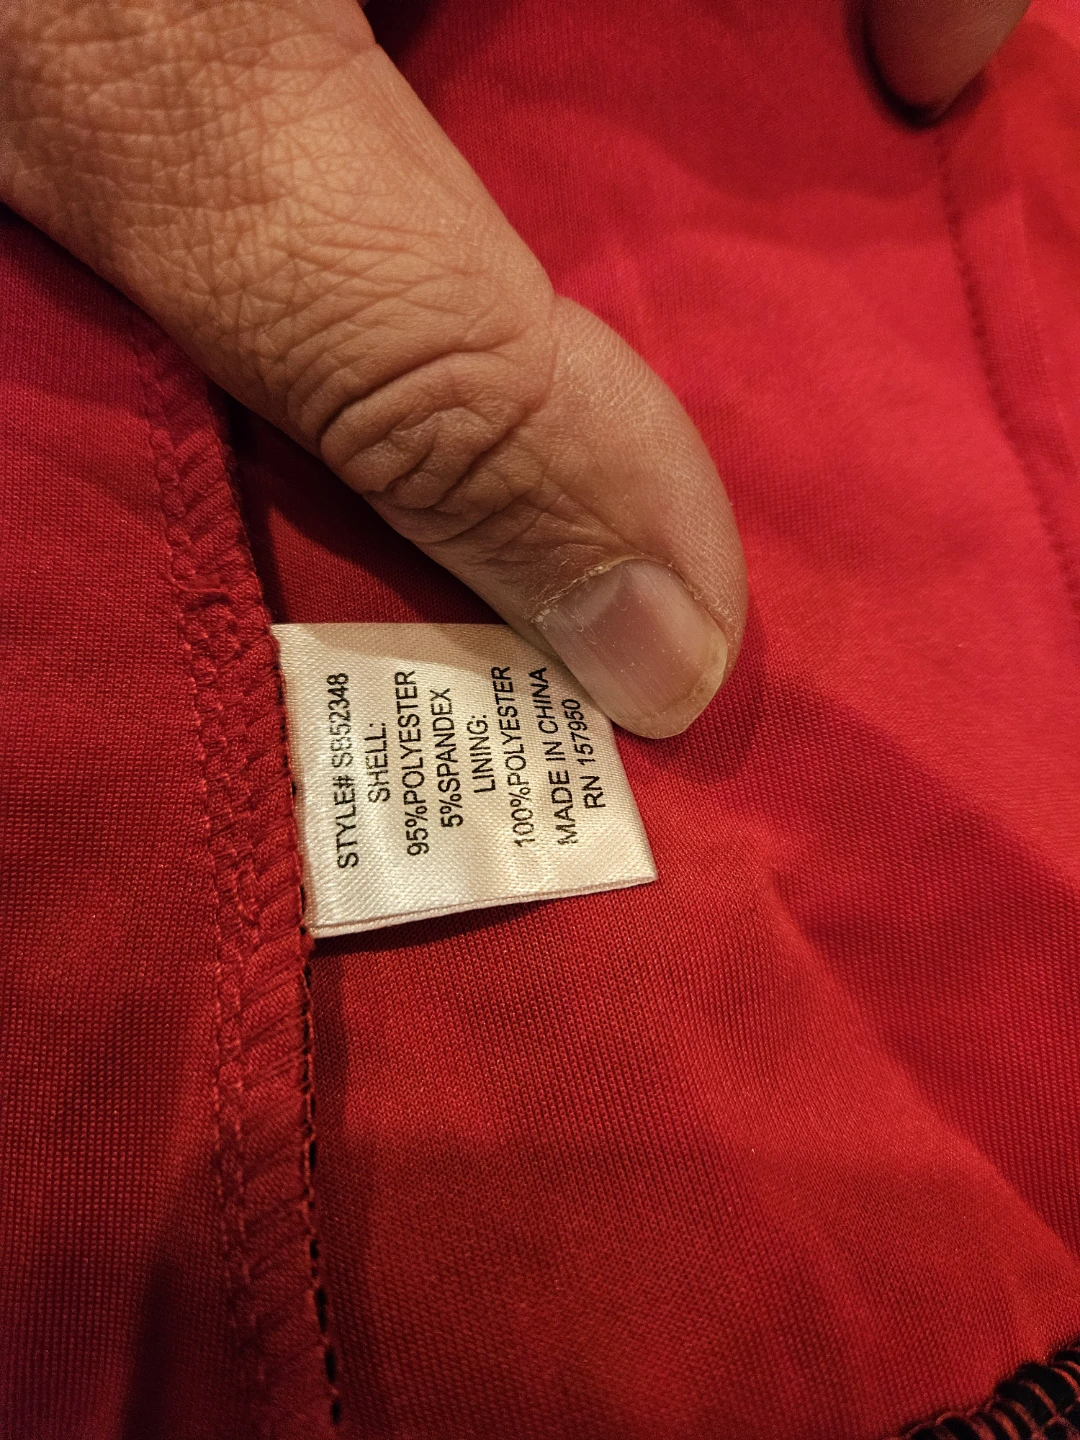 STYLE# SB52348
SHELL:
95%POLYESTER
5%SPANDEX
LINING:
100%POLYESTER
MADE IN CHINA
RN 157950